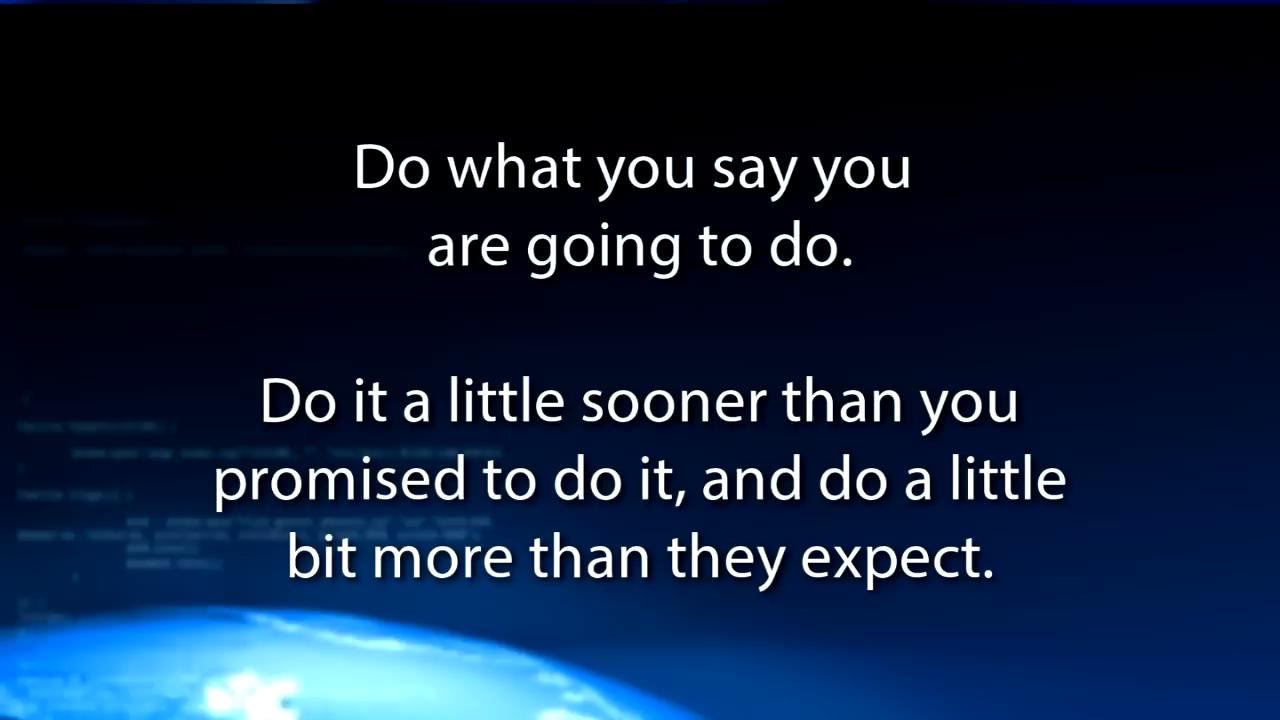 Do what you say you
are going to do.
Do it a little sooner than you
promised to do it, and do a little
bit more than they expect.